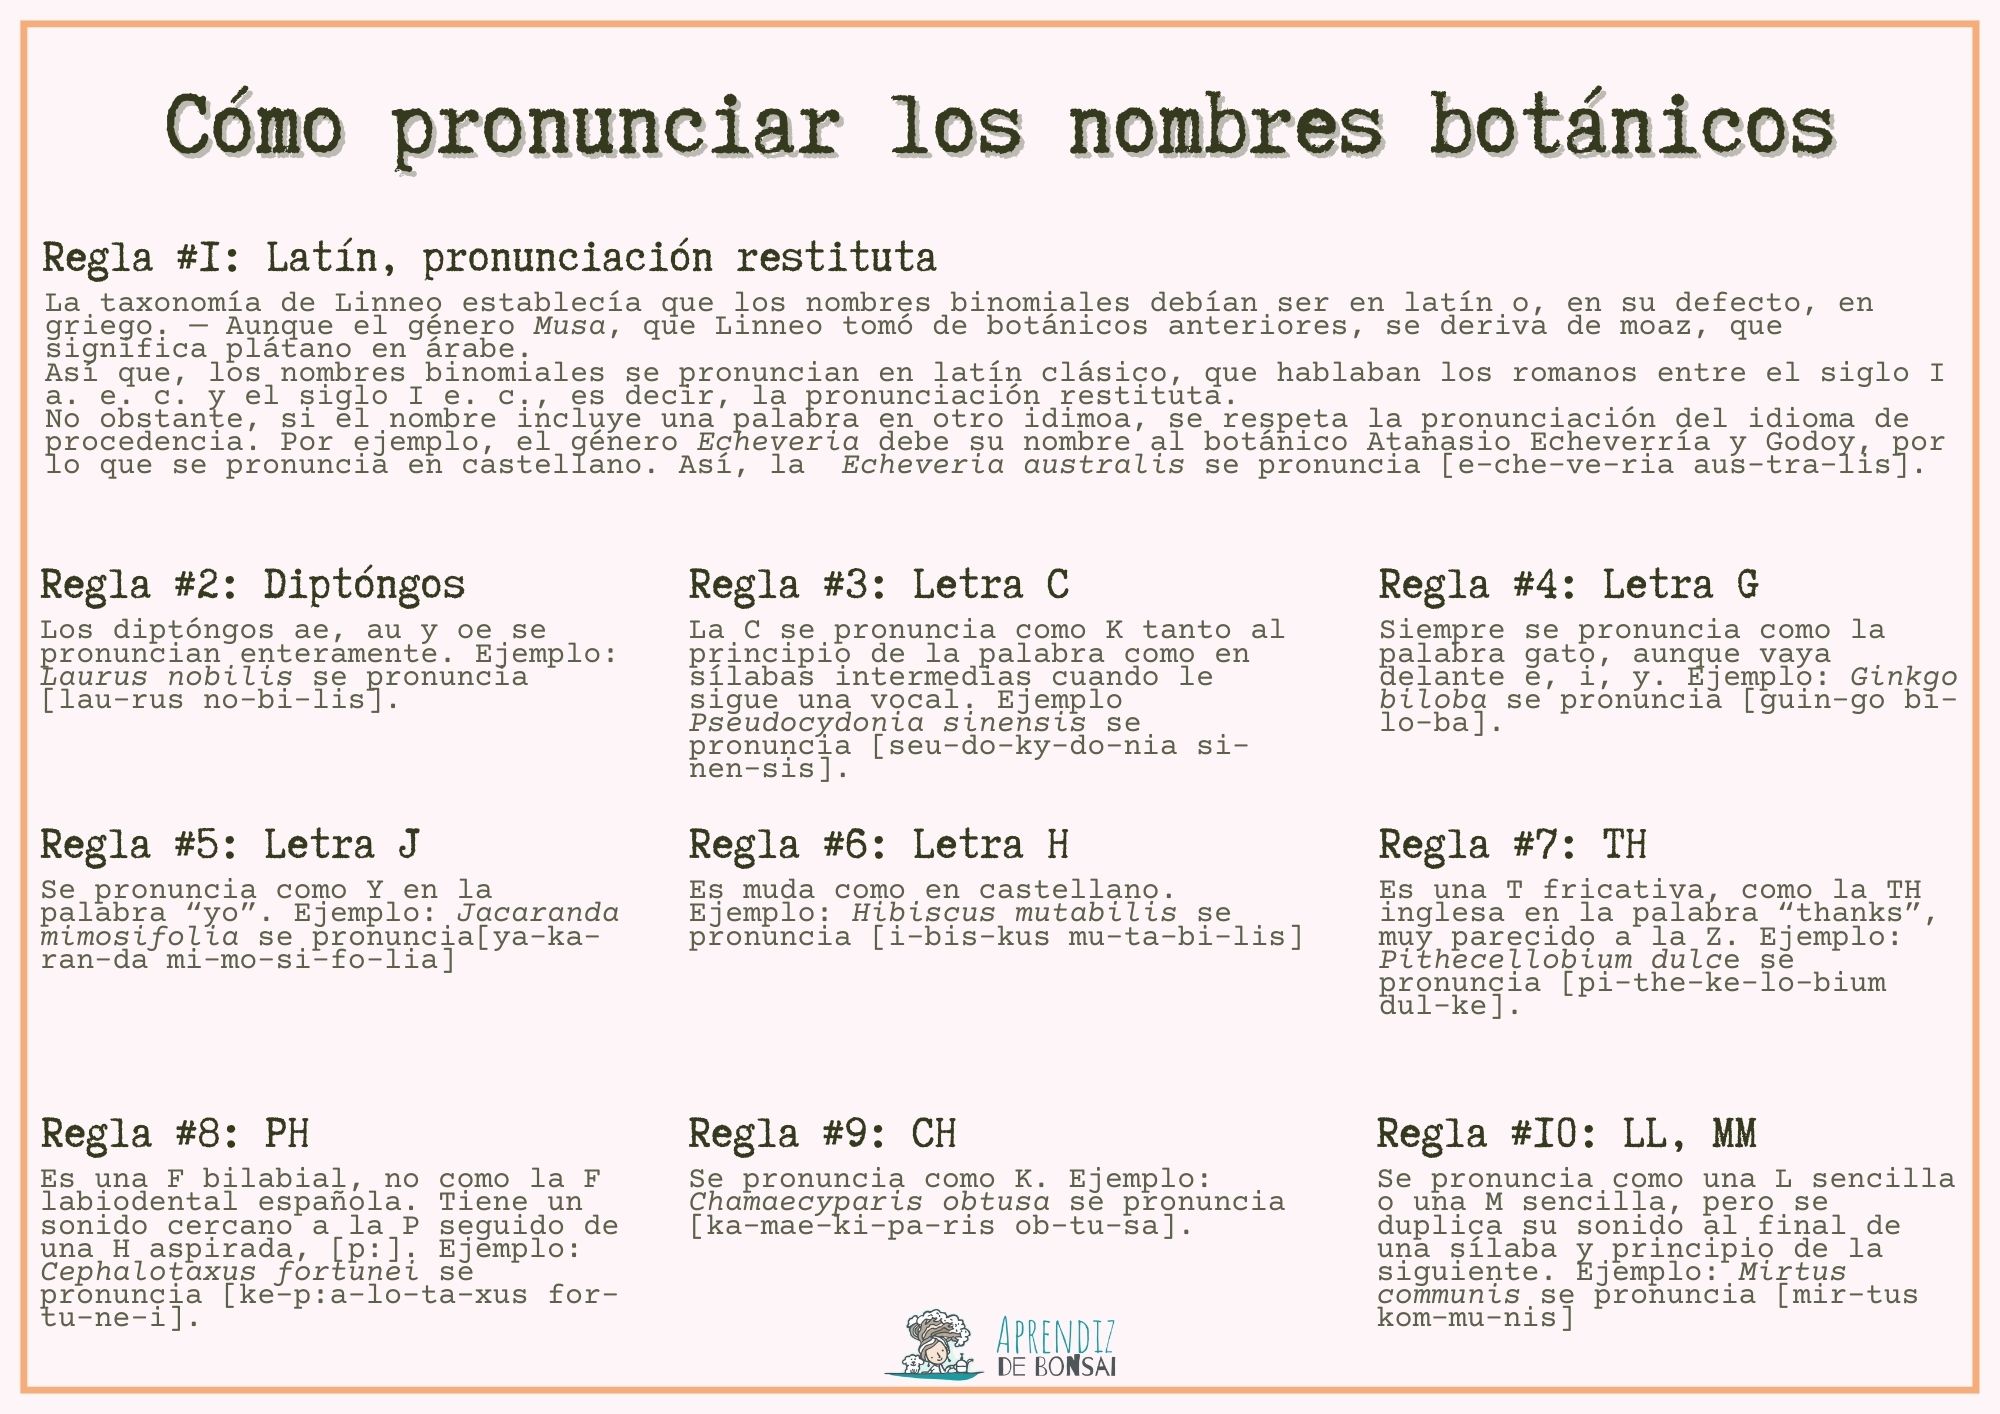 Cómo pronunciar los nombres botánicos
Regla #1: Latín, pronunciación restituta
La taxonomía de Linneo establecía que los nombres binomiales debían ser en latín o, en su defecto, en
griego. — Aunque el género Musa, que Linneo tomó de botánicos anteriores, se deriva de moaz, que
significa plátano en árabe.
Así que, los nombres binomiales se pronuncian en latín clásico, que hablaban los romanos entre el siglo I
a. e. c. y el siglo I e. c., es decir, la pronunciación restituta.
No obstante, si el nombre incluye una palabra en otro idimoa, se respeta la pronunciación del idioma de
procedencia. Por ejemplo, el género Echeveria debe su nombre al botánico Atanasio Echeverría y Godoy, por
lo que se pronuncia en castellano. Así, la Echeveria australis se pronuncia [e-che-ve-ria aus-tra-lis].
Regla #2: Diptóngos
Los diptóngos ae, au y oe se
pronuncian enteramente. Ejemplo:
Laurus nobilis se pronuncia
[lau-rus no-bi-lis].
Regla #3: Letra C
La C se pronuncia como K tanto al
principio de la palabra como en
sílabas intermedias cuando le
sigue una vocal. Ejemplo
Pseudocydonia sinensis se
pronuncia [seu-do-ky-do-nia si-
nen-sis].
Regla #4: Letra G
Siempre se pronuncia como la
palabra gato, aunque vaya
delante e, i, y. Ejemplo: Ginkgo
biloba se pronuncia [guin-go bi-
lo-ba].
Regla #5: Letra J
Se pronuncia como Y en la
palabra “yo”. Ejemplo: Jacaranda
mimosifolia se pronuncia[ya-ka-
ran-da mi-mo-si-fo-lia]
Regla #6: Letra H
Es muda como en castellano.
Ejemplo: Hibiscus mutabilis se
pronuncia [i-bis-kus mu-ta-bi-lis]
Regla #7: TH
Es una T fricativa, como la TH
inglesa en la palabra “thanks”,
muy parecido a la Z. Ejemplo:
Pithecellobium dulce se
pronuncia [pi-the-ke-lo-bium
dul-ke].
Regla #8: PH
Es una F bilabial, no como la F
labiodental española. Tiene un
sonido cercano a la P seguido de
una H aspirada, [p:]. Ejemplo:
Cephalotaxus fortunei se
pronuncia [ke-p:a-lo-ta-xus for-
tu-ne-i].
Regla #9: CH
Se pronuncia como K. Ejemplo:
Chamaecyparis obtusa se pronuncia
[ka-mae-ki-pa-ris ob-tu-sa].
Regla #10: LL, MM
Se pronuncia como una L sencilla
o una M sencilla, pero se
duplica su sonido al final de
una sílaba y principio de la
siguiente. Ejemplo: Mirtus
communis se pronuncia [mir-tus
kom-mu-nis]
APRENDIZ
DE BONSAI